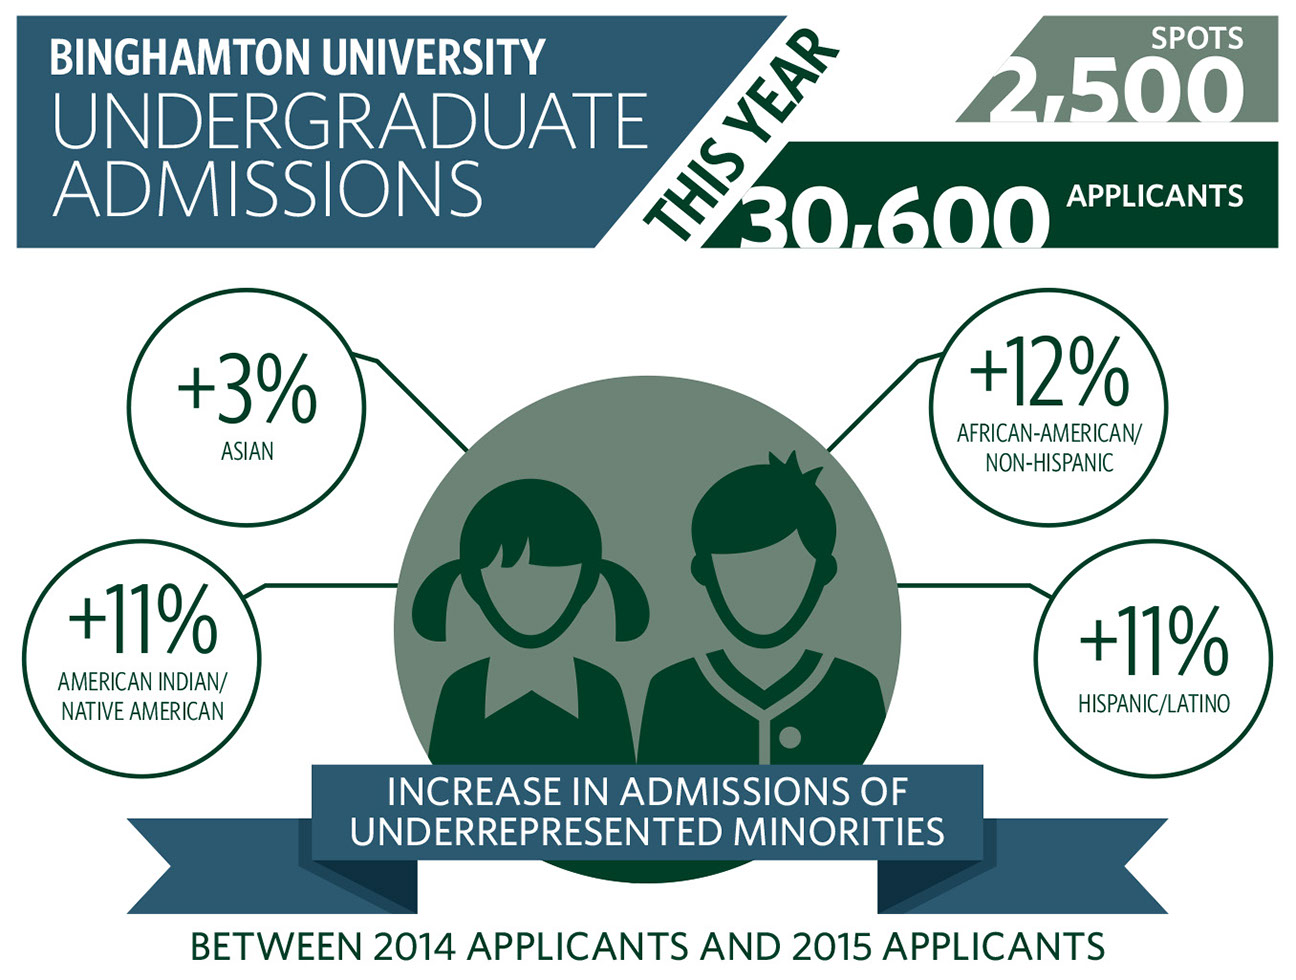 BINGHAMTON UNIVERSITY
UNDERGRADUATE
ADMISSIONS
THIS YEAR
SPOTS
2,500
30,600 APPLICANTS
+3%
ASIAN
+12%
AFRICAN-AMERICAN/
NON-HISPANIC
+11%
AMERICAN INDIAN/
NATIVE AMERICAN
+11%
HISPANIC/LATINO
INCREASE IN ADMISSIONS OF
UNDERREPRESENTED MINORITIES
BETWEEN 2014 APPLICANTS AND 2015 APPLICANTS